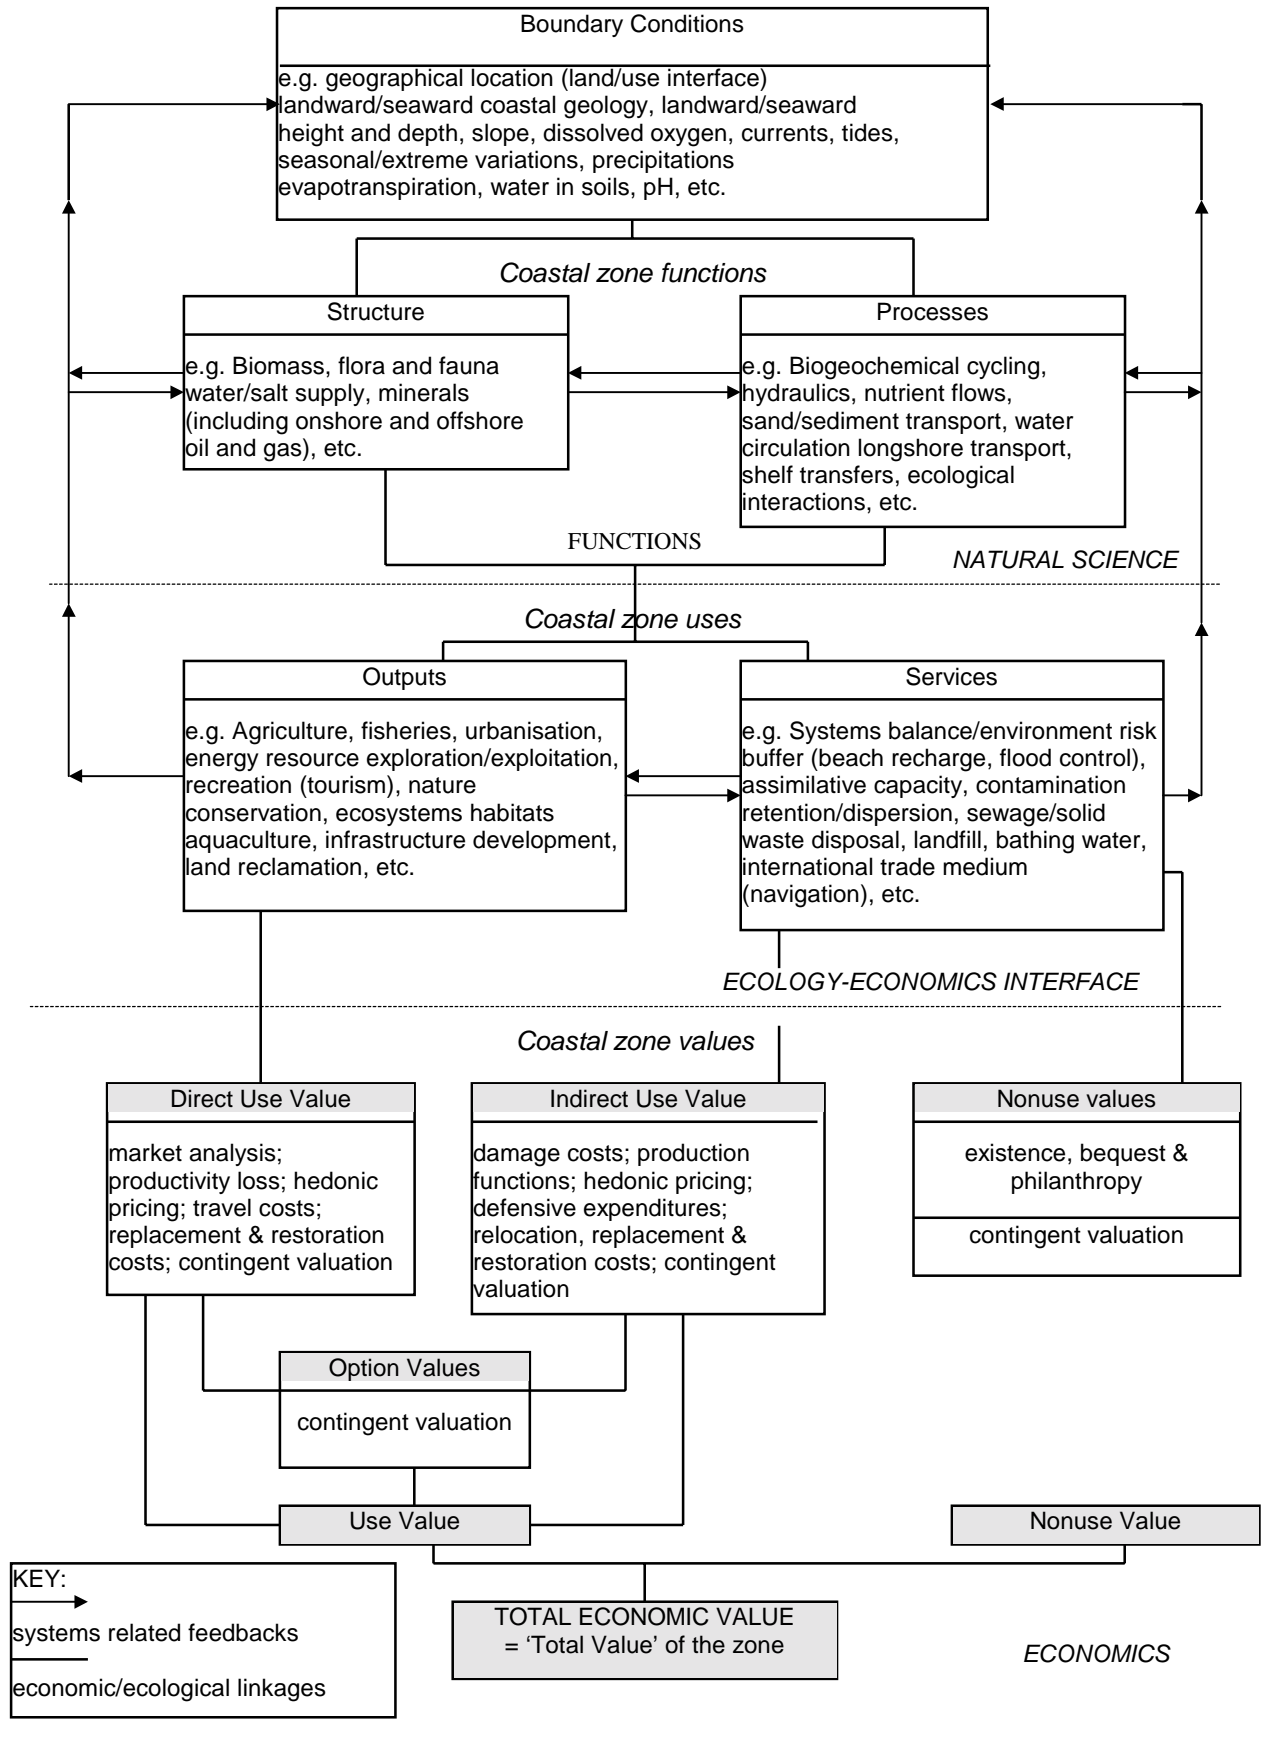 Boundary Conditions
e.g. geographical location (land/use interface)
landward/seaward coastal geology, landward/seaward
height and depth, slope, dissolved oxygen, currents, tides,
seasonal/extreme variations, precipitations
evapotranspiration, water in soils, pH, etc.
Coastal zone functions
Structure
e.g. Biomass, flora and fauna
water/salt supply, minerals
(including onshore and offshore
oil and gas), etc.
Processes
e.g. Biogeochemical cycling,
hydraulics, nutrient flows,
sand/sediment transport, water
circulation longshore transport,
shelf transfers, ecological
interactions, etc.
FUNCTIONS
NATURAL SCIENCE
Coastal zone uses
Outputs
e.g. Agriculture, fisheries, urbanisation,
energy resource exploration/exploitation,
recreation (tourism), nature
conservation, ecosystems habitats
aquaculture, infrastructure development,
land reclamation, etc.
Services
e.g. Systems balance/environment risk
buffer (beach recharge, flood control),
assimilative capacity, contamination
retention/dispersion, sewage/solid
waste disposal, landfill, bathing water,
international trade medium
(navigation), etc.
ECOLOGY-ECONOMICS INTERFACE
Coastal zone values
Direct Use Value
market analysis;
productivity loss; hedonic
pricing; travel costs;
replacement & restoration
costs; contingent valuation
Indirect Use Value
damage costs; production
functions; hedonic pricing;
defensive expenditures;
relocation, replacement &
restoration costs; contingent
valuation
Nonuse values
existence, bequest &
philanthropy
contingent valuation
Option Values
contingent valuation
Use Value
Nonuse Value
KEY:
systems related feedbacks
economic/ecological linkages
TOTAL ECONOMIC VALUE
= ‘Total Value’ of the zone
ECONOMICS